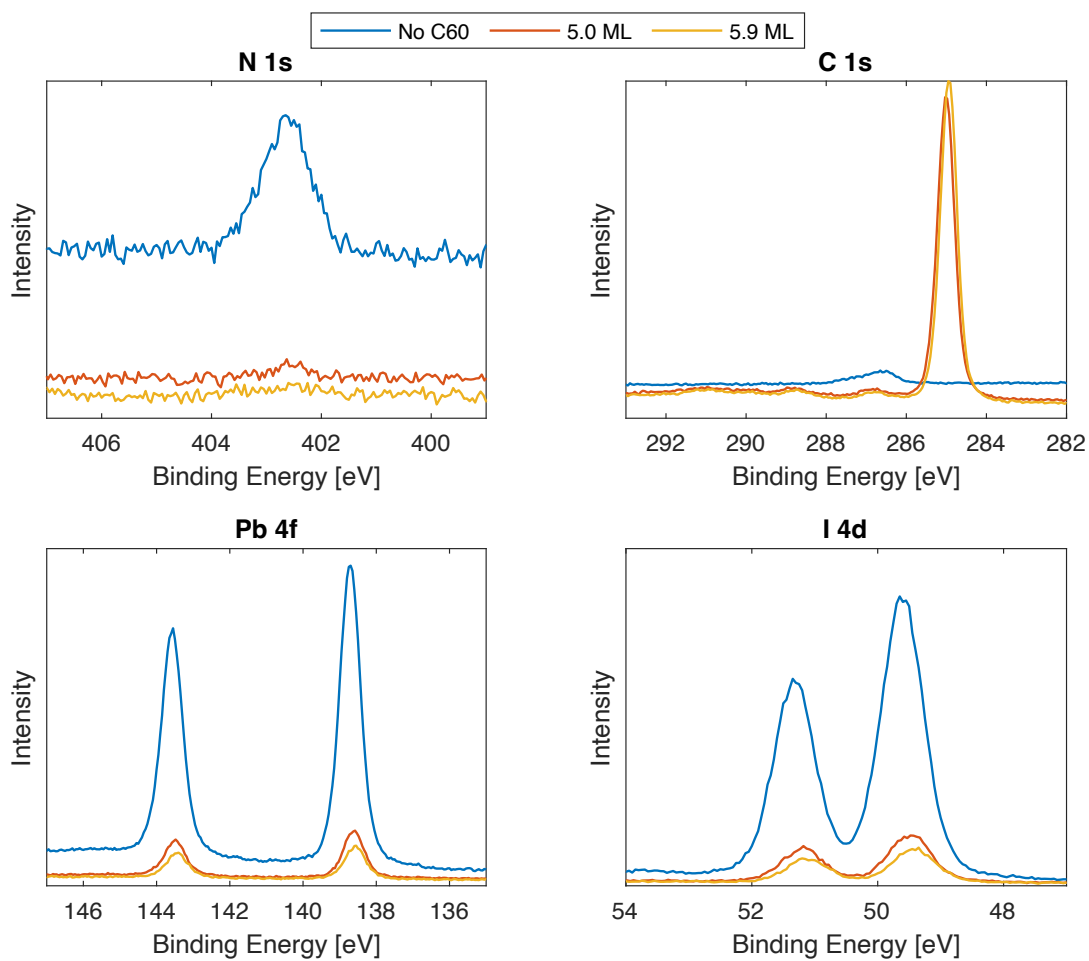 No C60 5.0 ML 5.9 ML
N 1s
Intensity
406 404 402 400
Binding Energy [eV]
C 1s
Intensity
292 290 288 286 284 282
Binding Energy [eV]
Pb 4f
Intensity
146 144 142 140 138 136
Binding Energy [eV]
I 4d
Intensity
54 52 50 48
Binding Energy [eV]